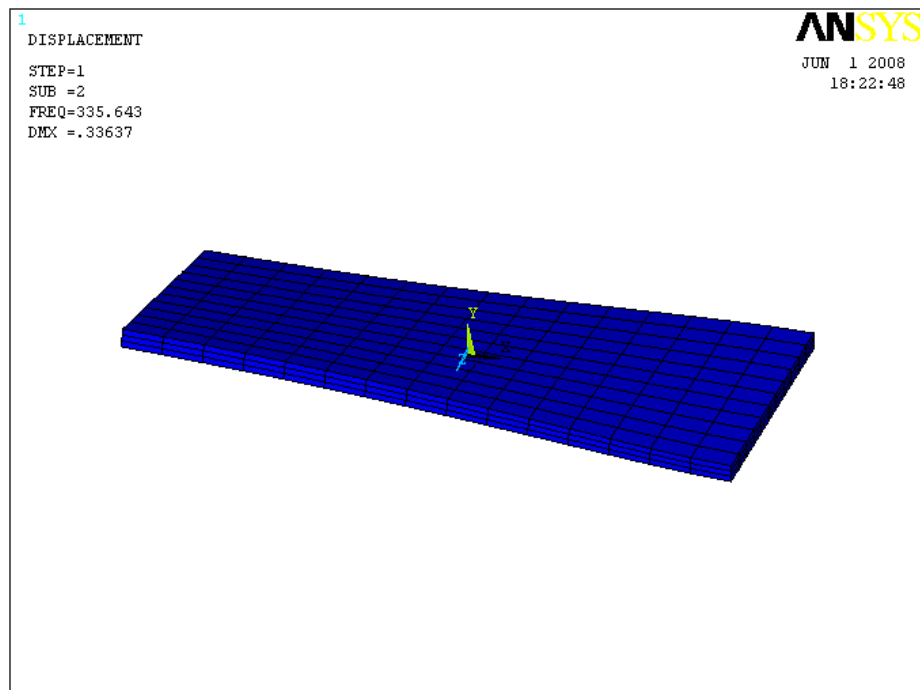 1
DISPLACEMENT
STEP=1
SUB =2
FREQ=335.643
DMX =.33637
ANSYS
JUN 1 2008
18:22:48
Y
X
Z